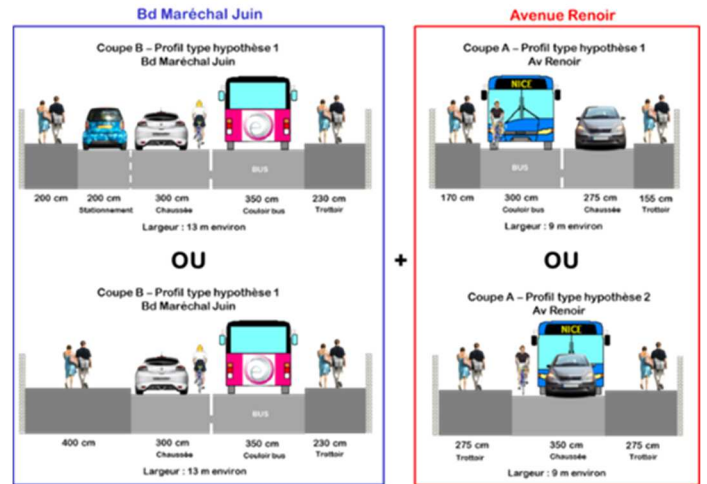 Bd Maréchal Juin
Coupe B – Profil type hypothèse 1
Bd Maréchal Juin
BUS
200 cm
200 cm
300 cm
350 cm
230 cm
Stationnement
Chaussée
Couloir bus
Trottoir
Largeur : 13 m environ
OU
Coupe B – Profil type hypothèse 1
Bd Maréchal Juin
BUS
400 cm
300 cm
350 cm
230 cm
Chaussée
Couloir bus
Trottoir
Largeur : 13 m environ
+
Avenue Renoir
Coupe A – Profil type hypothèse 1
Av Renoir
NICE
BUS
170 cm
300 cm
275 cm
155 cm
Couloir bus
Chaussée
Trottoir
Largeur : 9 m environ
OU
Coupe A – Profil type hypothèse 2
Av Renoir
NICE
275 cm
350 cm
275 cm
Trottoir
Chaussée
Trottoir
Largeur : 9 m environ